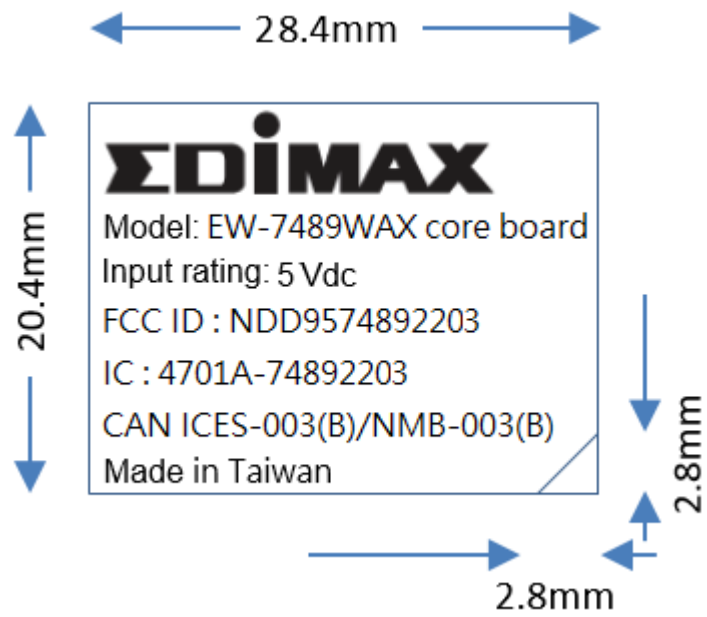 28.4mm
20.4mm
EDIMAX
Model: EW-7489WAX core board
Input rating: 5 Vdc
FCC ID : NDD9574892203
IC : 4701A-74892203
CAN ICES-003(B)/NMB-003(B)
Made in Taiwan
2.8mm
2.8mm